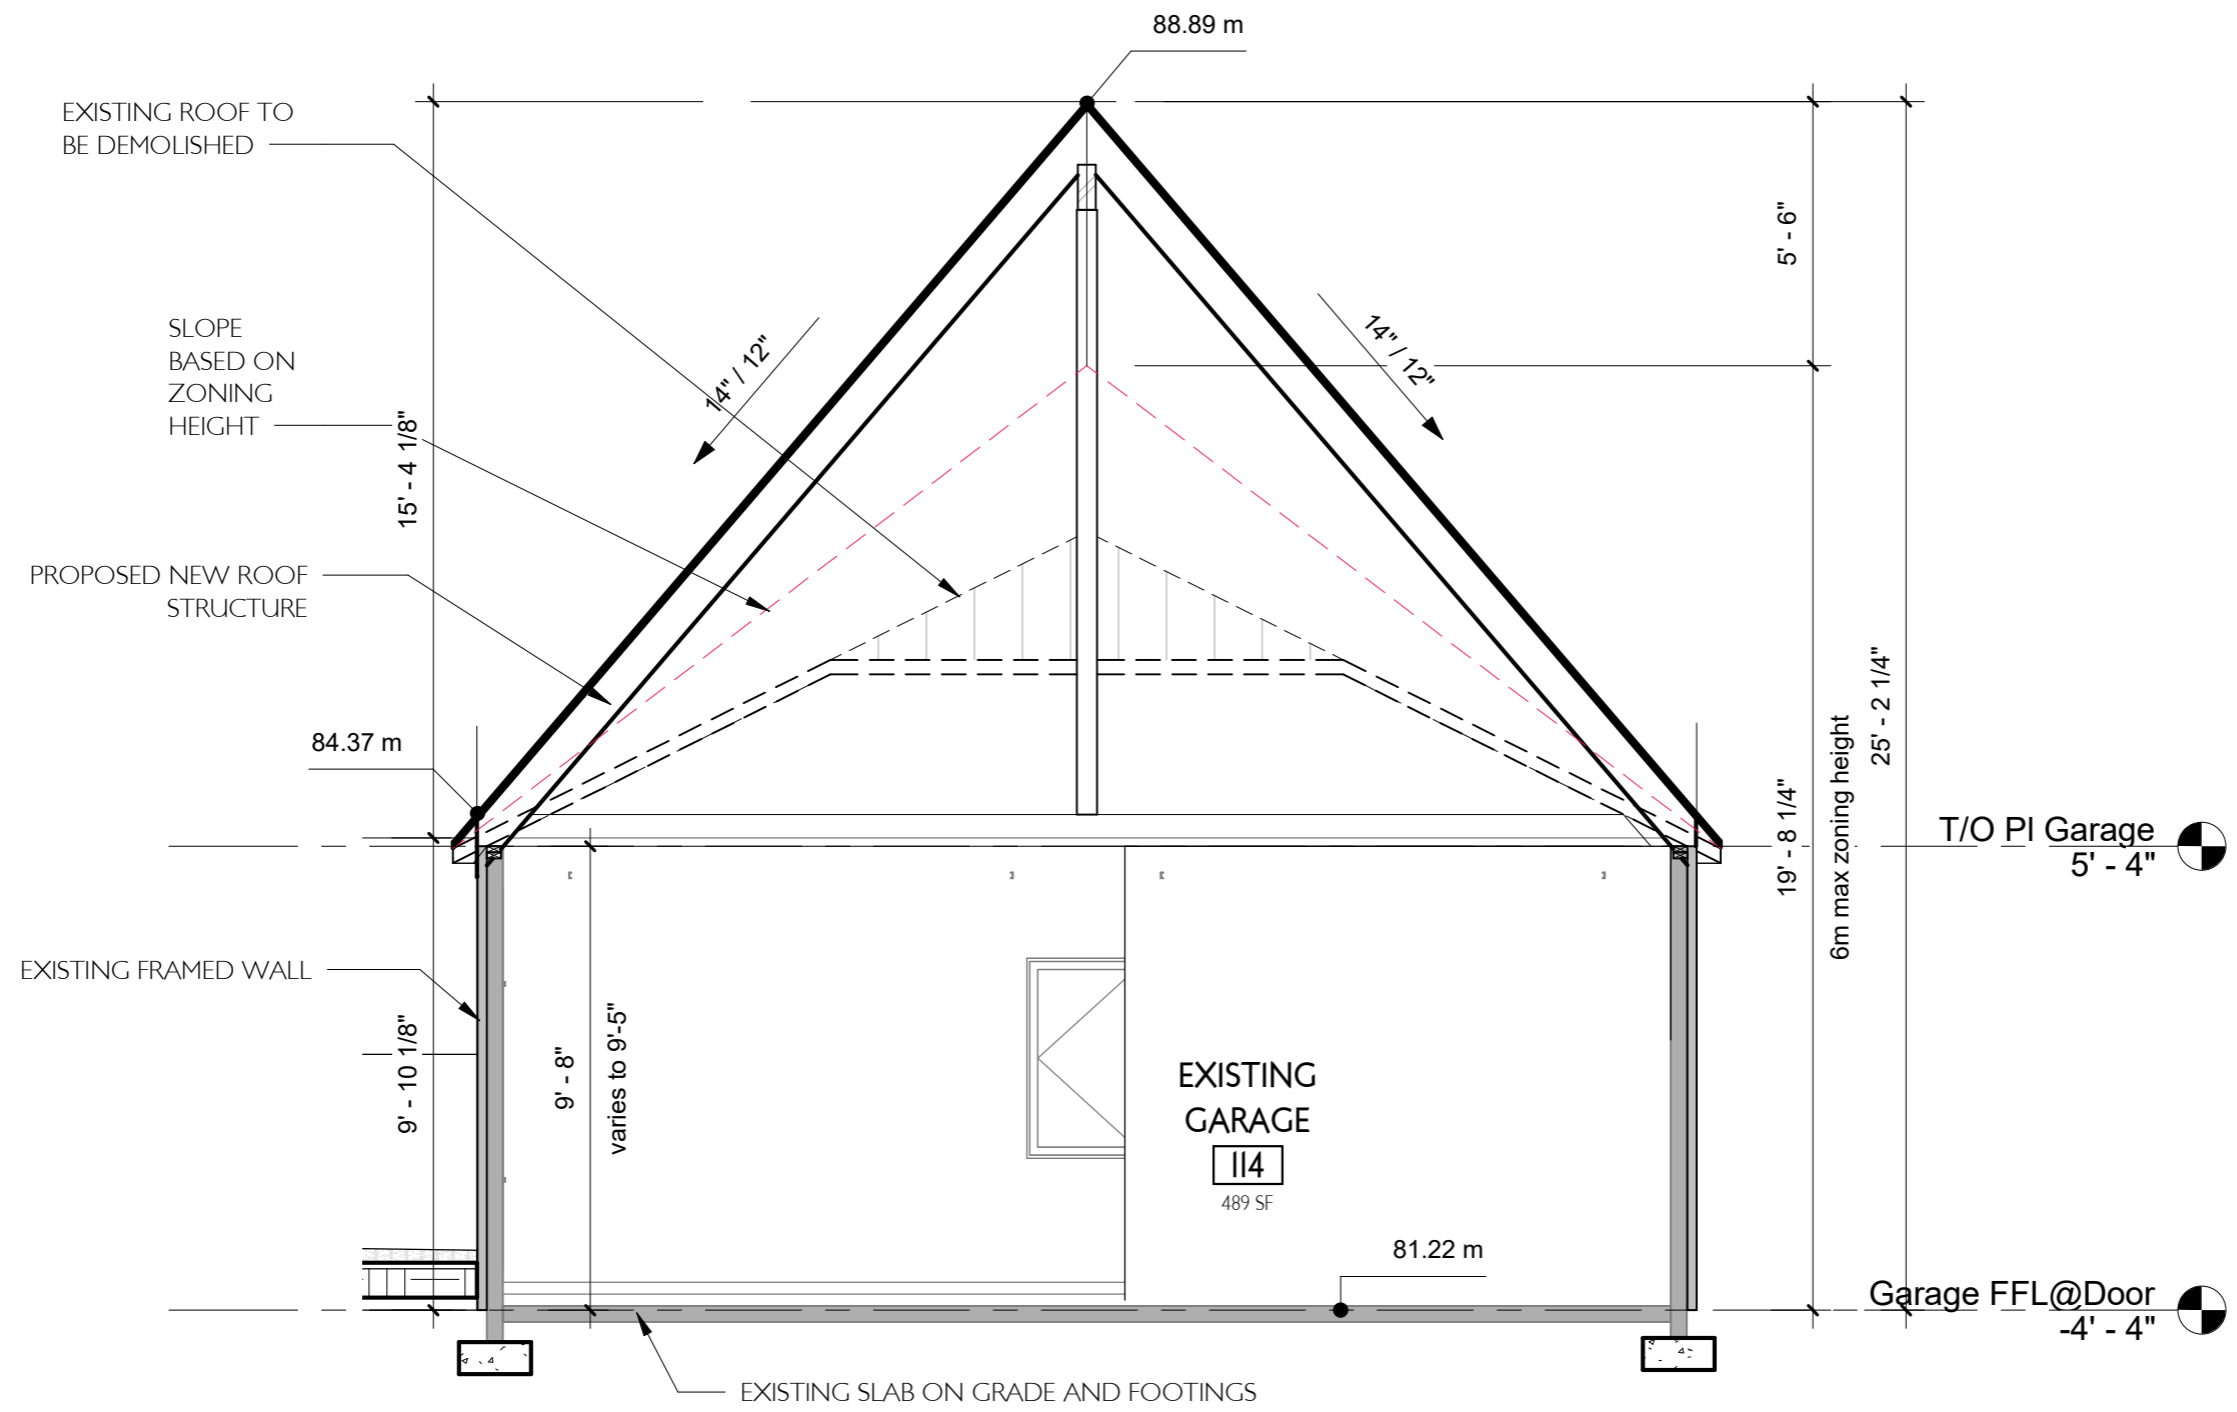 88.89 m
EXISTING ROOF TO
BE DEMOLISHED
5' - 6"
SLOPE
BASED ON
ZONING
HEIGHT
14" / 12"
14" / 12"
15' - 4 1/8"
PROPOSED NEW ROOF
STRUCTURE
84.37 m
25' - 2 1/4"
19' - 8 1/4"
6m max zoning height
T/O Pl Garage
5' - 4"
EXISTING FRAMED WALL
9' - 10 1/8"
9' - 8"
varies to 9'-5"
EXISTING
GARAGE
114
489 SF
81.22 m
Garage FFL@Door
-4' - 4"
EXISTING SLAB ON GRADE AND FOOTINGS